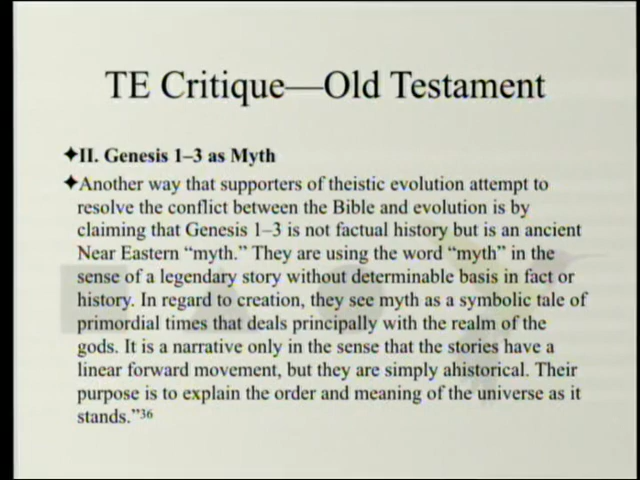 TE Critique—Old Testament
✦II. Genesis 1–3 as Myth
✦Another way that supporters of theistic evolution attempt to
resolve the conflict between the Bible and evolution is by
claiming that Genesis 1–3 is not factual history but is an ancient
Near Eastern “myth.” They are using the word “myth” in the
sense of a legendary story without determinable basis in fact or
history. In regard to creation, they see myth as a symbolic tale of
primordial times that deals principally with the realm of the
gods. It is a narrative only in the sense that the stories have a
linear forward movement, but they are simply ahistorical. Their
purpose is to explain the order and meaning of the universe as it
stands.”36